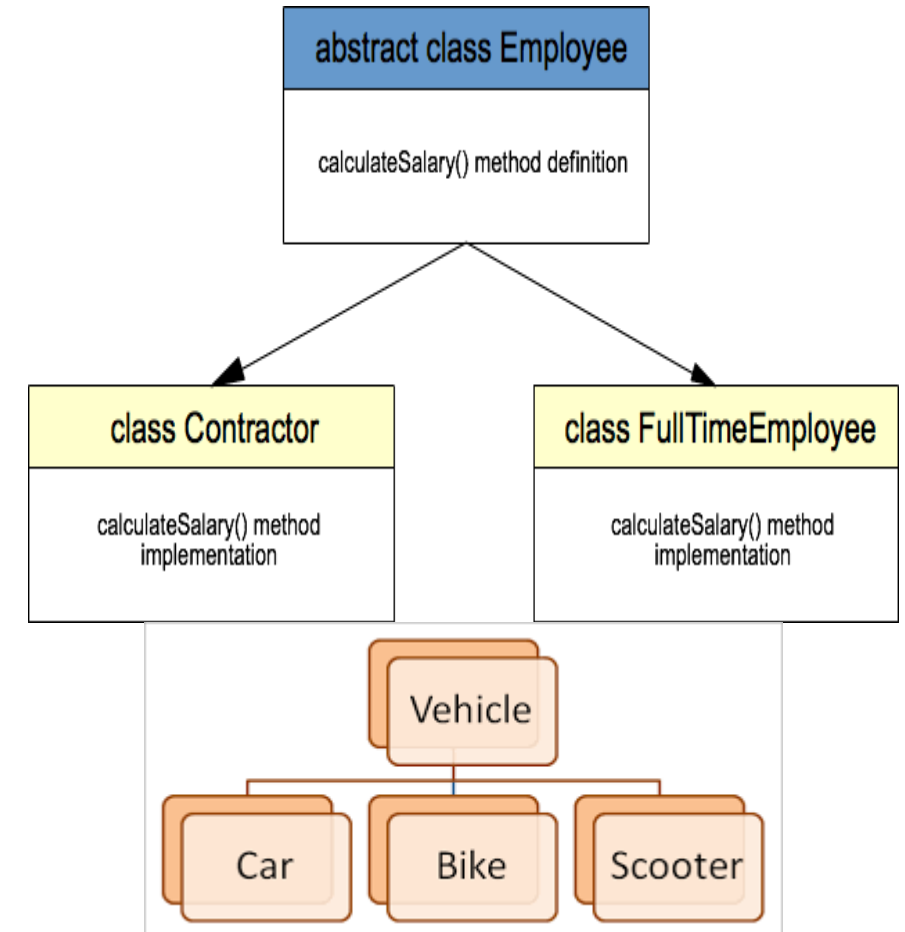 abstract class Employee
calculateSalary() method definition
class Contractor
calculateSalary() method
implementation
class FullTimeEmployee
calculateSalary() method
implementation
Vehicle
Car
Bike
Scooter